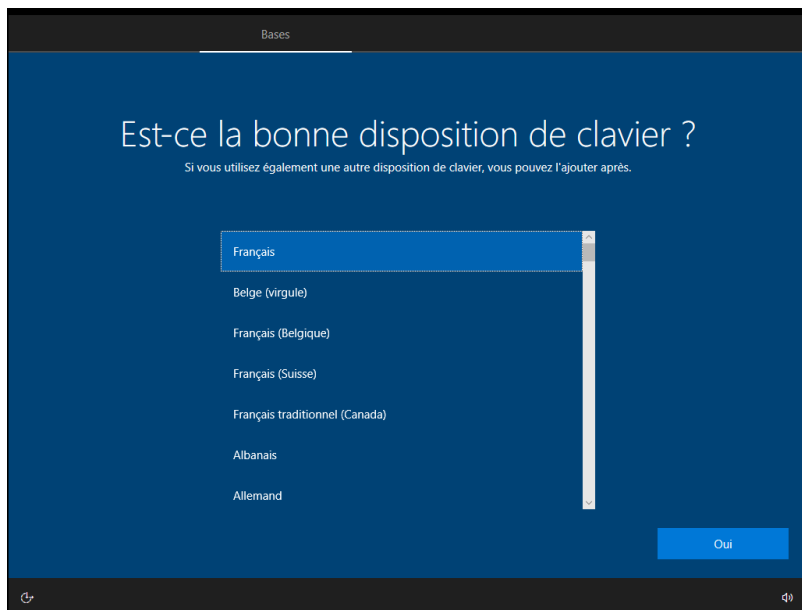 Bases
Est-ce la bonne disposition de clavier ?
Si vous utilisez également une autre disposition de clavier, vous pouvez l'ajouter après.
Français
Belge (virgule)
Français (Belgique)
Français (Suisse)
Français traditionnel (Canada)
Albanais
Allemand
Oui